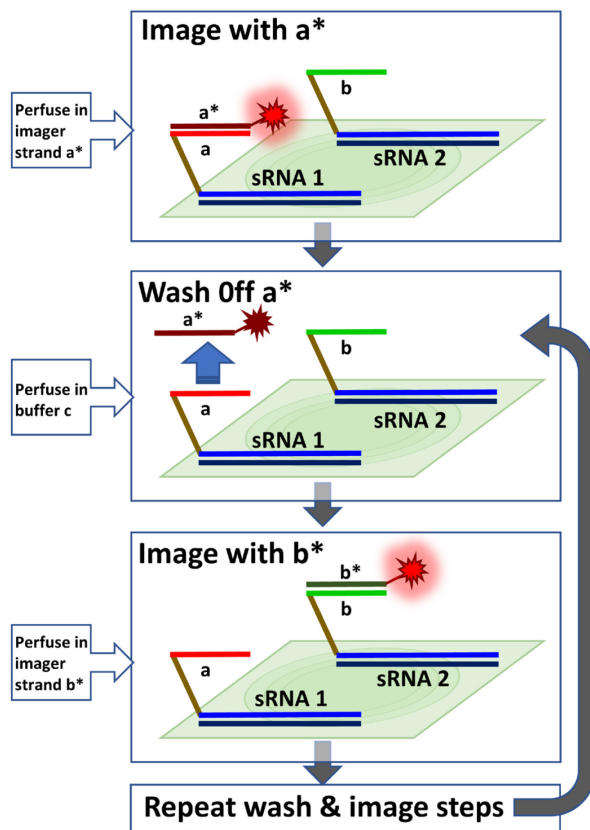 Image with a*
Perfuse in
imager
strand a*
a*
a
b
sRNA 1
sRNA 2
Wash 0ff a*
Perfuse in
buffer c
a*
a
b
sRNA 1
sRNA 2
Image with b*
Perfuse in
imager
strand b*
b*
b
a
sRNA 1
sRNA 2
Repeat wash & image steps